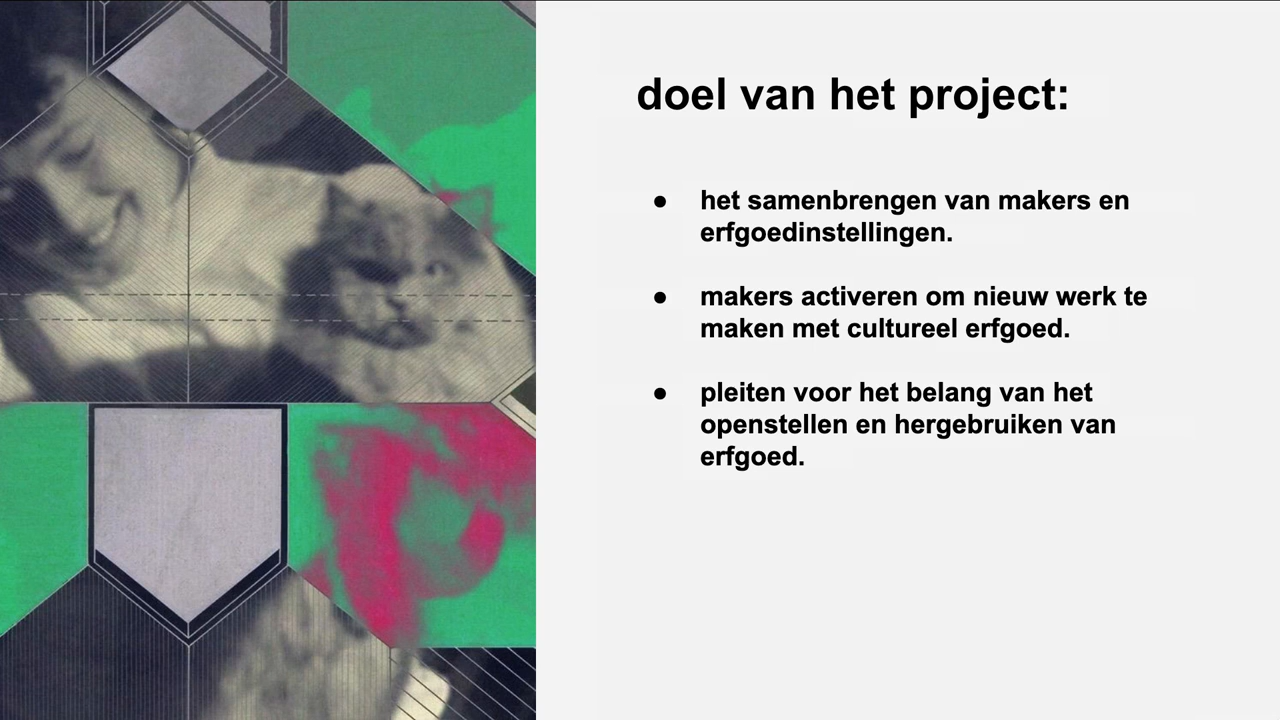 doel van het project:
● het samenbrengen van makers en
erfgoedinstellingen.
● makers activeren om nieuw werk te
maken met cultureel erfgoed.
● pleiten voor het belang van het
openstellen en hergebruiken van
erfgoed.